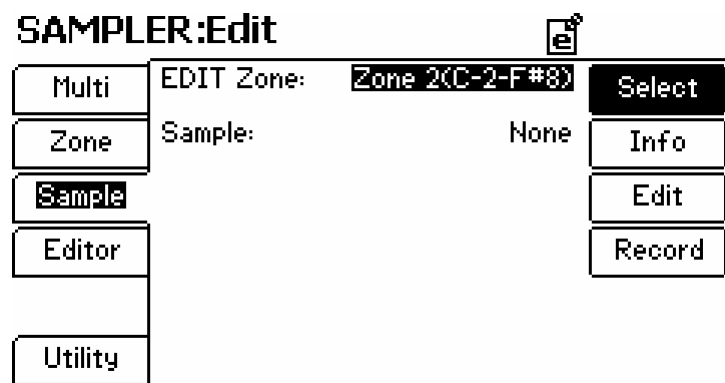 SAMPLER:Edit
e
Multi
EDIT Zone: Zone 2(C-2-F#8)
Select
Zone
Sample: None
Info
Sample
Edit
Editor
Record
Utility